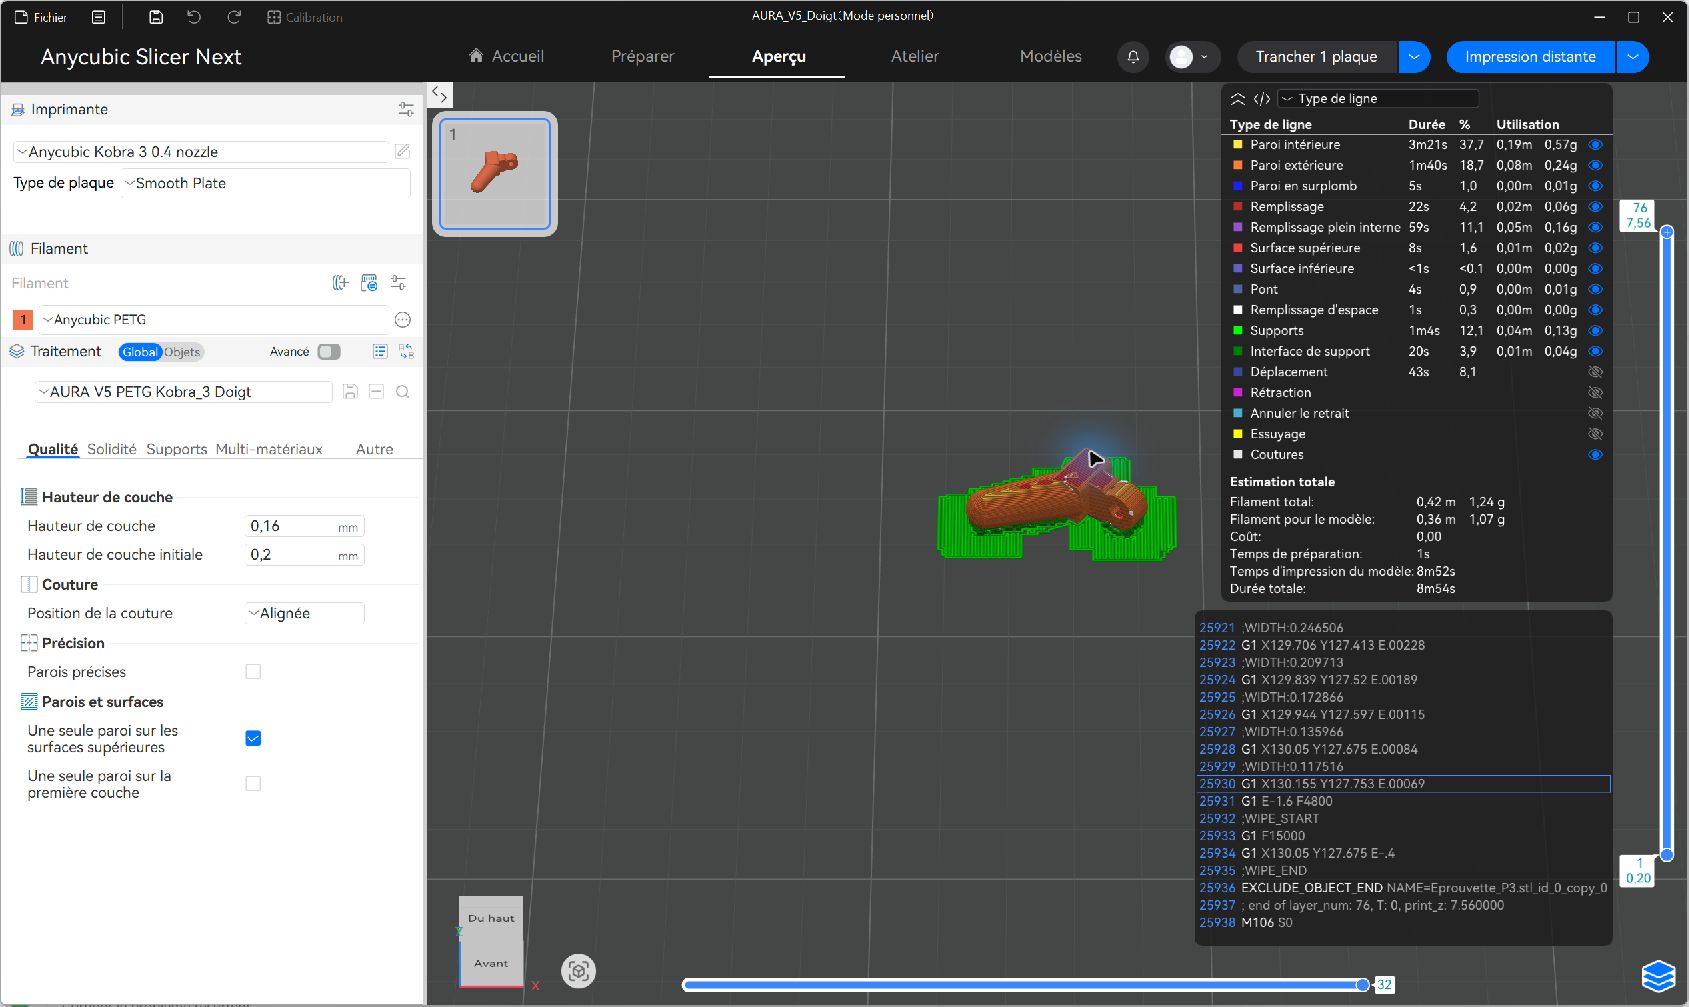 Fichier
Calibration
AURA_V5_Doigt(Mode personnel)
Anycubic Slicer Next
Accueil
Préparer
Aperçu
Atelier
Modèles
Trancher 1 plaque
Impression distante
Imprimante
Anycubic Kobra 3 0.4 nozzle
Type de plaque
Smooth Plate
Filament
Filament
1
Anycubic PETG
Traitement
Global
Objets
Avancé
AURA V5 PETG Kobra_3 Doigt
Qualité
Solidité
Supports
Multi-matériaux
Autre
Hauteur de couche
Hauteur de couche 0,16 mm
Hauteur de couche initiale 0,2 mm
Couture
Position de la couture Alignée
Précision
Parois précises
Parois et surfaces
Une seule paroi sur les
surfaces supérieures
Une seule paroi sur la
première couche
1
Type de ligne
Type de ligne Durée % Utilisation
Paroi intérieure 3m21s 37,7 0,19m 0,57g
Paroi extérieure 1m40s 18,7 0,08m 0,24g
Paroi en surplomb 5s 1,0 0,00m 0,01g
Remplissage 22s 4,2 0,02m 0,06g
Remplissage plein interne 59s 11,1 0,05m 0,16g
Surface supérieure 8s 1,6 0,01m 0,02g
Surface inférieure <1s <0.1 0,00m 0,00g
Pont 4s 0,9 0,00m 0,01g
Remplissage d'espace 1s 0,3 0,00m 0,00g
Supports 1m4s 12,1 0,04m 0,13g
Interface de support 20s 3,9 0,01m 0,04g
Déplacement 43s 8,1
Rétraction
Annuler le retrait
Essuyage
Coutures
Estimation totale
Filament total: 0,42 m 1,24 g
Filament pour le modèle: 0,36 m 1,07 g
Coût: 0,00
Temps de préparation: 1s
Temps d'impression du modèle: 8m52s
Durée totale: 8m54s
76
7,56
25921 ;WIDTH:0.246506
25922 G1 X129.706 Y127.413 E.00228
25923 ;WIDTH:0.209713
25924 G1 X129.839 Y127.52 E.00189
25925 ;WIDTH:0.172866
25926 G1 X129.944 Y127.597 E.00115
25927 ;WIDTH:0.135966
25928 G1 X130.05 Y127.675 E.00084
25929 ;WIDTH:0.117516
25930 G1 X130.155 Y127.753 E.00069
25931 G1 E-1.6 F4800
25932 ;WIPE_START
25933 G1 F15000
25934 G1 X130.05 Y127.675 E-.4
25935 ;WIPE_END
25936 EXCLUDE_OBJECT_END NAME=Eprouvette_P3.stl_id_0_copy_0
25937 ; end of layer_num: 76, T: 0, print_z: 7.560000
25938 M106 S0
1
0,20
Du haut
Avant
Y
X
32